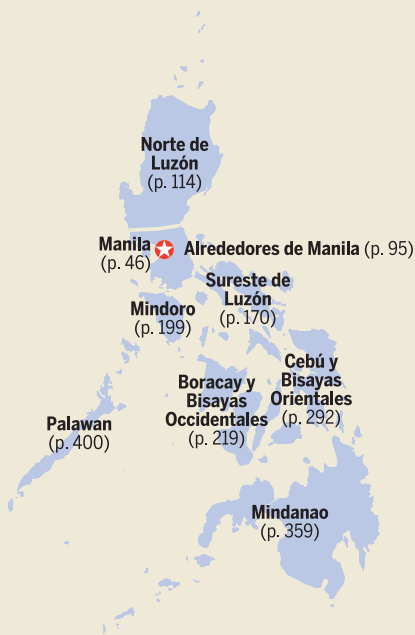 Norte de
Luzón
(p. 114)
Manila
(p. 46)
Alrededores de Manila (p. 95)
Sureste de
Luzón
(p. 170)
Mindoro
(p. 199)
Cebú y
Bisayas
Orientales
(p. 292)
Boracay y
Bisayas
Occidentales
(p. 219)
Palawan
(p. 400)
Mindanao
(p. 359)